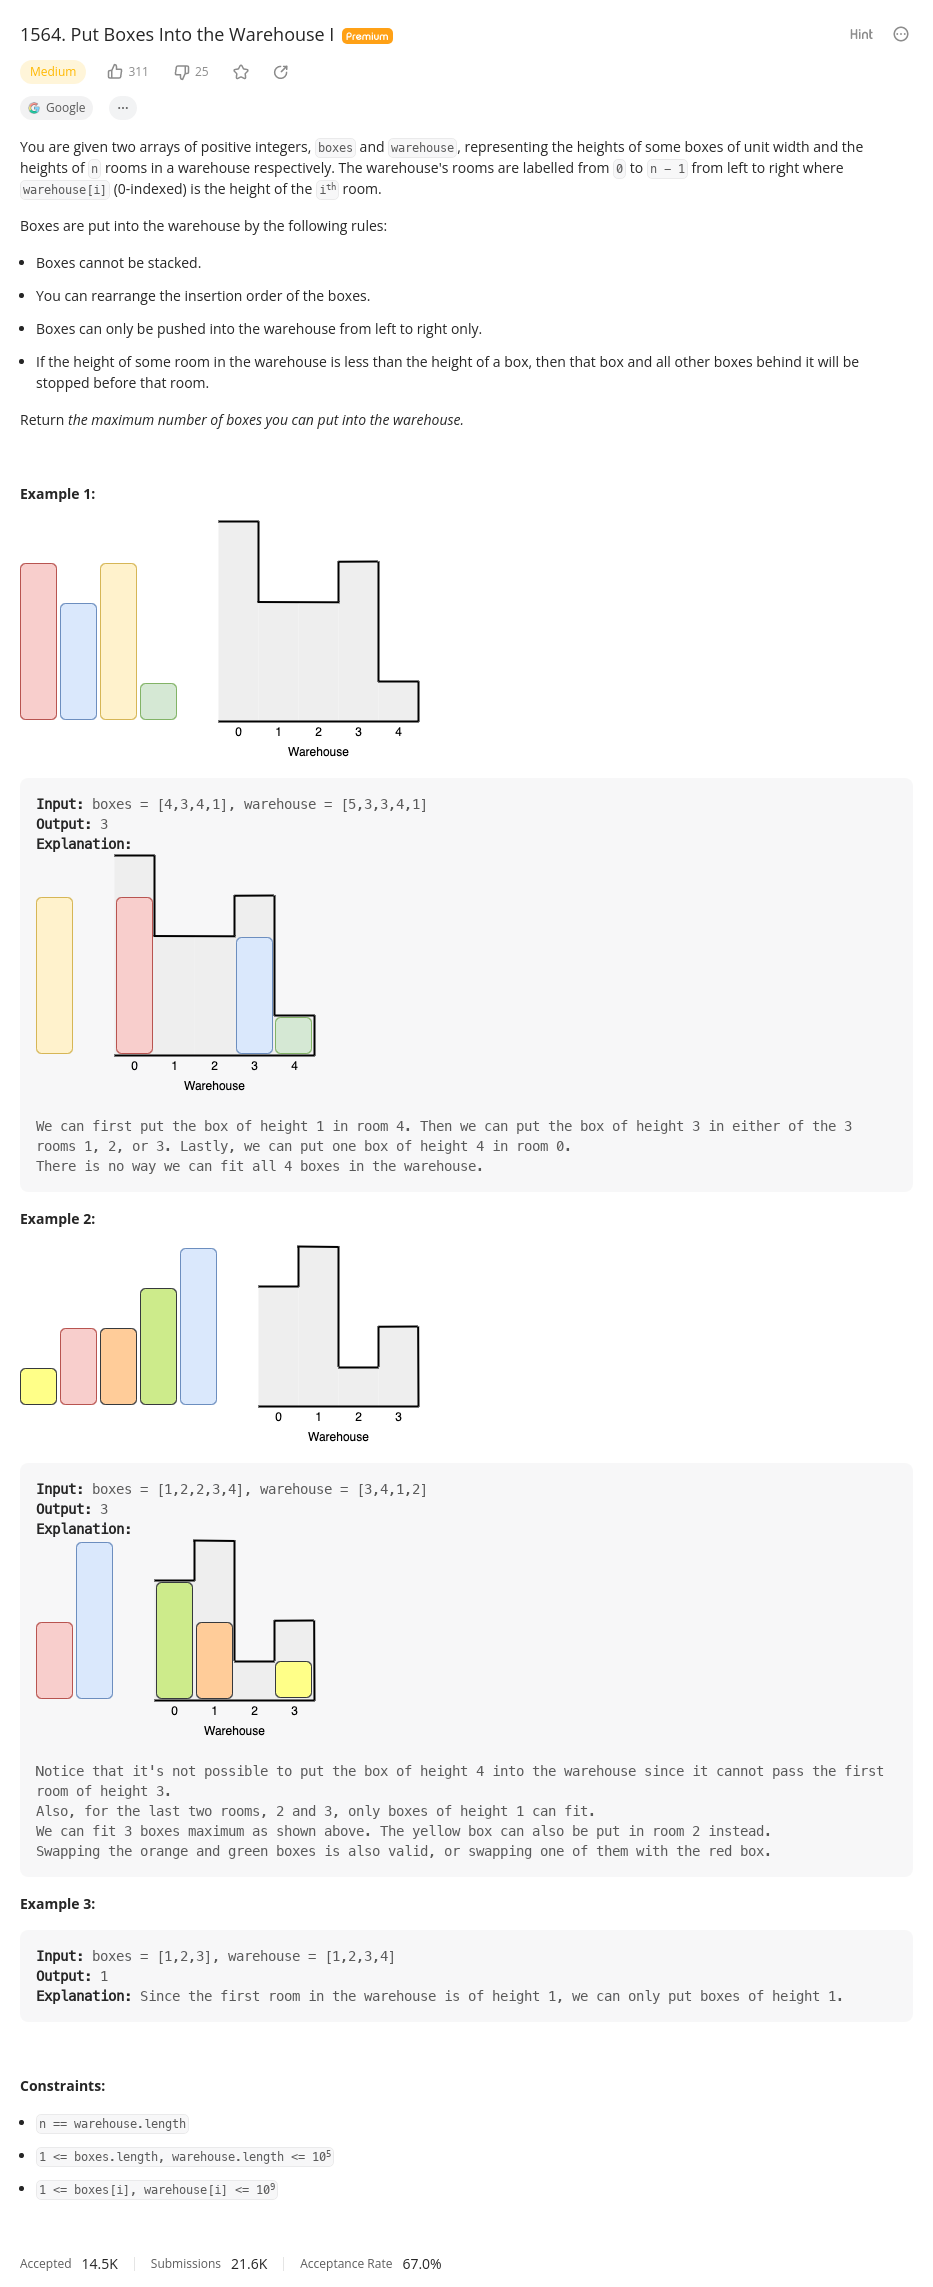 1564. Put Boxes Into the Warehouse I Premium
Hint
Medium 311 25
Google ...
You are given two arrays of positive integers, boxes and warehouse, representing the heights of some boxes of unit width and the
heights of n rooms in a warehouse respectively. The warehouse's rooms are labelled from 0 to n - 1 from left to right where
warehouse[i] (0-indexed) is the height of the iᵗʰ room.
Boxes are put into the warehouse by the following rules:
• Boxes cannot be stacked.
• You can rearrange the insertion order of the boxes.
• Boxes can only be pushed into the warehouse from left to right only.
• If the height of some room in the warehouse is less than the height of a box, then that box and all other boxes behind it will be
stopped before that room.
Return the maximum number of boxes you can put into the warehouse.
Example 1:
0 1 2 3 4
Warehouse
Input: boxes = [4,3,4,1], warehouse = [5,3,3,4,1]
Output: 3
Explanation:
0 1 2 3 4
Warehouse
We can first put the box of height 1 in room 4. Then we can put the box of height 3 in either of the 3
rooms 1, 2, or 3. Lastly, we can put one box of height 4 in room 0.
There is no way we can fit all 4 boxes in the warehouse.
Example 2:
0 1 2 3
Warehouse
Input: boxes = [1,2,2,3,4], warehouse = [3,4,1,2]
Output: 3
Explanation:
0 1 2 3
Warehouse
Notice that it's not possible to put the box of height 4 into the warehouse since it cannot pass the first
room of height 3.
Also, for the last two rooms, 2 and 3, only boxes of height 1 can fit.
We can fit 3 boxes maximum as shown above. The yellow box can also be put in room 2 instead.
Swapping the orange and green boxes is also valid, or swapping one of them with the red box.
Example 3:
Input: boxes = [1,2,3], warehouse = [1,2,3,4]
Output: 1
Explanation: Since the first room in the warehouse is of height 1, we can only put boxes of height 1.
Constraints:
• n == warehouse.length
• 1 <= boxes.length, warehouse.length <= 10⁵
• 1 <= boxes[i], warehouse[i] <= 10⁹
Accepted 14.5K Submissions 21.6K Acceptance Rate 67.0%